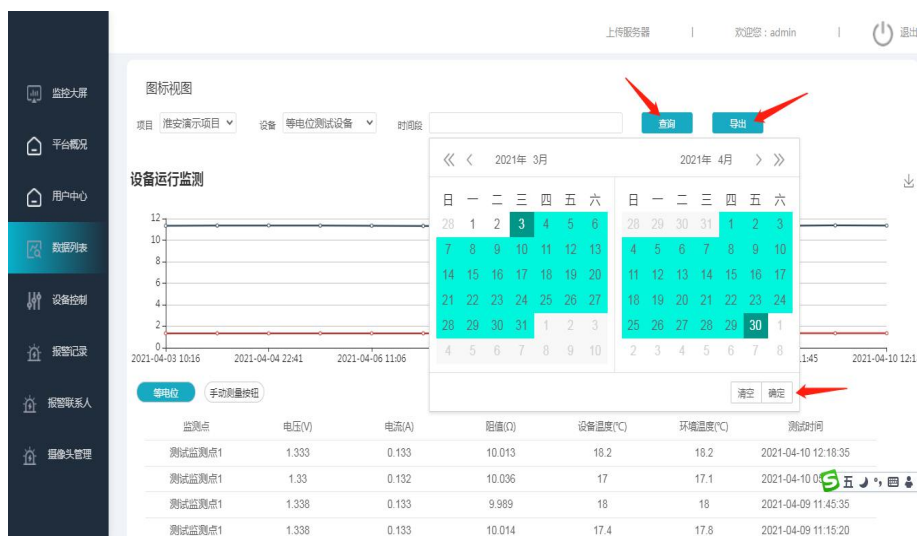 上传服务器 | 欢迎您：admin | 退出
监控大屏
平台概况
用户中心
数据列表
设备控制
报警记录
报警联系人
摄像头管理
图标视图
项目 淮安演示项目 设备 等电位测试设备 时间段 查询 导出
设备运行监测
2021年 3月
日 一 二 三 四 五 六
28 1 2 3 4 5 6
7 8 9 10 11 12 13
14 15 16 17 18 19 20
21 22 23 24 25 26 27
28 29 30 31 1 2 3
4 5 6 7 8 9 10
2021年 4月
日 一 二 三 四 五 六
28 29 30 31 1 2 3
4 5 6 7 8 9 10
11 12 13 14 15 16 17
18 19 20 21 22 23 24
25 26 27 28 29 30 1
2 3 4 5 6 7 8
清空 确定
12
10
8
6
4
2
0
2021-04-03 10:16 2021-04-04 22:41 2021-04-06 11:06 1:45 2021-04-10 12:1
等电位 手动测量按钮
监测点 电压(V) 电流(A) 阻值(Ω) 设备温度(℃) 环境温度(℃) 测试时间
测试监测点1 1.333 0.133 10.013 18.2 18.2 2021-04-10 12:18:35
测试监测点1 1.33 0.132 10.036 17 17.1 2021-04-10
测试监测点1 1.338 0.133 9.989 18 18 2021-04-09 11:45:35
测试监测点1 1.338 0.133 10.014 17.4 17.8 2021-04-09 11:15:20
五